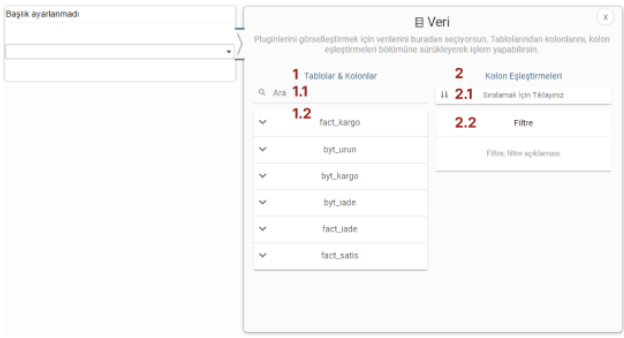 Başlık ayarlanmadı
Veri
x
Pluginlerini görselleştirmek için verilerini buradan seçiyorsun. Tablolarından kolonlarını, kolon
eşleştirmeleri bölümüne sürükleyerek işlem yapabilirsin.
1 Tablolar & Kolonlar
Ara 1.1
1.2
fact_kargo
byt_urun
byt_kargo
byt_iade
fact_iade
fact_satis
2 Kolon Eşleştirmeleri
2.1 Sıralamak İçin Tıklayınız
2.2 Filtre
Filtre, filtre açıklaması